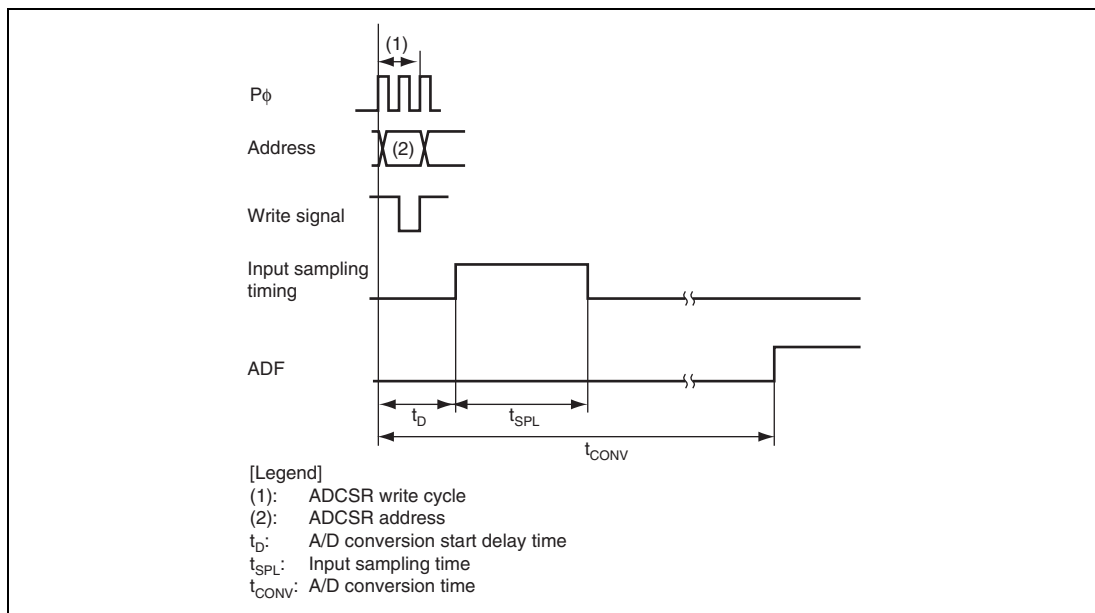 (1)
Pϕ
Address
(2)
Write signal
Input sampling
timing
ADF
tD
tSPL
tCONV
[Legend]
(1): ADCSR write cycle
(2): ADCSR address
tD: A/D conversion start delay time
tSPL: Input sampling time
tCONV: A/D conversion time